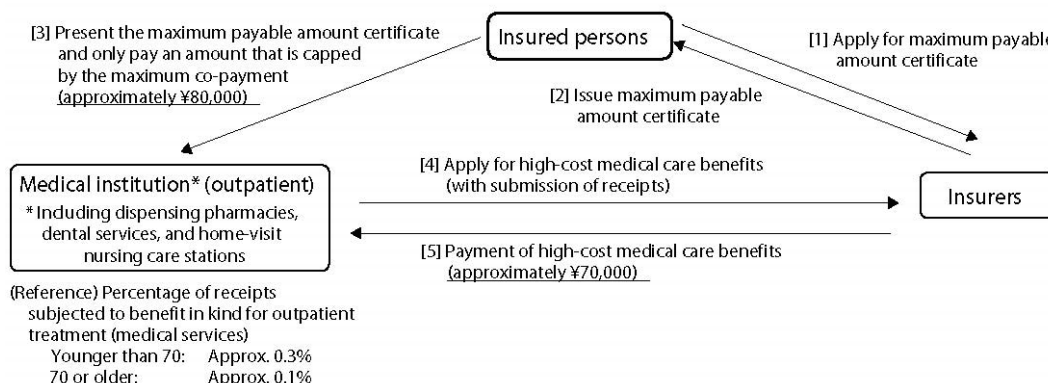 [3] Present the maximum payable amount certificate
and only pay an amount that is capped
by the maximum co-payment
(approximately ¥80,000)
Insured persons
[1] Apply for maximum payable
amount certificate
[2] Issue maximum payable
amount certificate
Medical institution* (outpatient)
* Including dispensing pharmacies,
dental services, and home-visit
nursing care stations
[4] Apply for high-cost medical care benefits
(with submission of receipts)
Insurers
[5] Payment of high-cost medical care benefits
(approximately ¥70,000)
(Reference) Percentage of receipts
subjected to benefit in kind for outpatient
treatment (medical services)
Younger than 70: Approx. 0.3%
70 or older: Approx. 0.1%